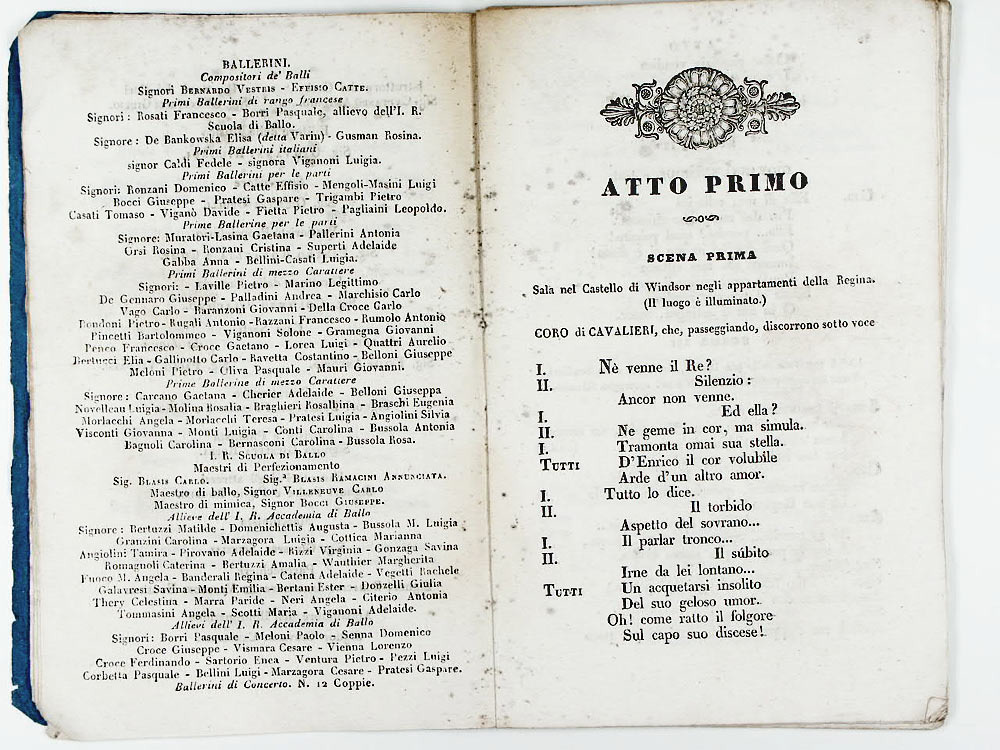 BALLERINI.
Compositori de' Balli
Signori BERNARDO VESTRIS - EFFISIO CATTE.
Primi Ballerini di rango francese
Signori: Rosati Francesco - Borri Pasquale, allievo dell'I. R.
Scuola di Ballo.
Signore: De Bankowska Elisa (detta Varin) - Gusman Rosina.
Primi Ballerini italiani
signor Caldi Fedele - signora Viganoni Luigia.
Primi Ballerini per le parti
Signori: Ronzani Domenico - Catte Effisio - Mengoli-Masini Luigi
Bocci Giuseppe - Pratesi Gaspare - Trigambi Pietro
Casati Tomaso - Viganò Davide - Fietta Pietro - Pagliaini Leopoldo.
Prime Ballerine per le parti
Signore: Muratori-Lasina Gaetana - Pallerini Antonia
Orsi Rosina - Ronzani Cristina - Superti Adelaide
Gabba Anna - Bellini-Casati Luigia.
Primi Ballerini di mezzo Carattere
Signori: - Laville Pietro - Marino Legittimo
De Gennaro Giuseppe - Palladini Andrea - Marchisio Carlo
Vago Carlo - Baranzoni Giovanni - Della Croce Carlo
Rondoni Pietro - Rugali Antonio - Razzani Francesco - Rumolo Antonio
Pincetti Bartolommeo - Viganoni Solone - Gramegna Giovanni
Penco Francesco - Croce Gaetano - Lorea Luigi - Quattri Aurelio
Bertucci Elia - Gallinotto Carlo - Ravetta Costantino - Belloni Giuseppe
Meloni Pietro - Oliva Pasquale - Mauri Giovanni.
Prime Ballerine di mezzo Carattere
Signore: Carcano Gaetana - Cherier Adelaide - Belloni Giuseppa
Novelleau Luigia - Molina Rosalia - Braghieri Rosalbina - Braschi Eugenia
Morlacchi Angela - Morlacchi Teresa - Pratesi Luigia - Angiolini Silvia
Visconti Giovanna - Monti Luigia - Conti Carolina - Bussola Antonia
Bagnoli Carolina - Bernasconi Carolina - Bussola Rosa.
I. R. SCUOLA DI BALLO
Maestri di Perfezionamento
Sig. BLASIS CARLO. Sig.ª BLASIS RAMACINI ANNUNCIATA.
Maestro di ballo, Signor VILLENEUVE CARLO
Maestro di mimica, Signor BOCCI GIUSEPPE.
Allieve dell' I. R. Accademia di Ballo
Signore: Bertuzzi Matilde - Domenichettis Augusta - Bussola M. Luigia
Granzini Carolina - Marzagora Luigia - Cottica Marianna
Angiolini Tamira - Pirovano Adelaide - Rizzi Virginia - Gonzaga Savina
Romagnoli Caterina - Bertuzzi Amalia - Wauthier Margherita
Fuoco M. Angela - Banderali Regina - Catena Adelaide - Vegetti Rachele
Galavresi Savina - Monti Emilia - Bertani Ester - Donzelli Giulia
Thery Celestina - Marra Paride - Neri Angela - Citerio Antonia
Tommasini Angela - Scotti Maria - Viganoni Adelaide.
Allievi dell' I. R. Accademia di Ballo
Signori: Borri Pasquale - Meloni Paolo - Senna Domenico
Croce Giuseppe - Vismara Cesare - Vienna Lorenzo
Croce Ferdinando - Sartorio Enea - Ventura Pietro - Pezzi Luigi
Corbetta Pasquale - Bellini Luigi - Marzagora Cesare - Pratesi Gaspare.
Ballerini di Concerto. N. 12 Coppie.
ATTO PRIMO
SCENA PRIMA
Sala nel Castello di Windsor negli appartamenti della Regina.
(Il luogo è illuminato.)
CORO di CAVALIERI, che, passeggiando, discorrono sotto voce
I. Nè venne il Re?
II. Silenzio:
Ancor non venne.
I. Ed ella?
II. Ne geme in cor, ma simula.
I. Tramonta omai sua stella.
TUTTI D'Enrico il cor volubile
Arde d'un altro amor.
I. Tutto lo dice.
II. Il torbido
Aspetto del sovrano...
I. Il parlar tronco...
II. Il súbito
Irne da lei lontano...
TUTTI Un acquetarsi insolito
Del suo geloso umor.
Oh! come ratto il folgore
Sul capo suo discese!